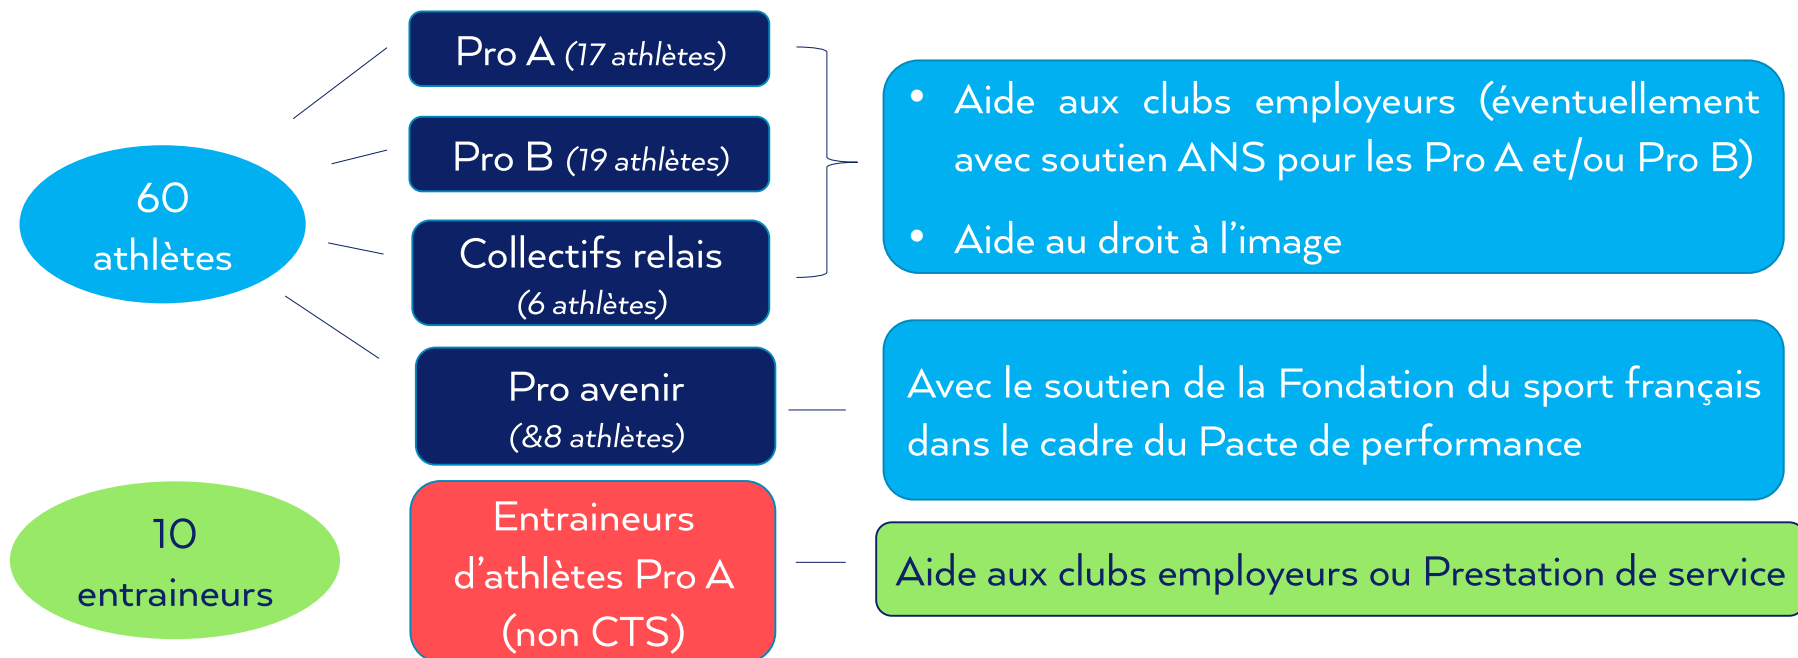 60
athlètes
Pro A (17 athlètes)
Pro B (19 athlètes)
Collectifs relais
(6 athlètes)
Pro avenir
(&8 athlètes)
• Aide aux clubs employeurs (éventuellement
avec soutien ANS pour les Pro A et/ou Pro B)
• Aide au droit à l’image
Avec le soutien de la Fondation du sport français
dans le cadre du Pacte de performance
10
entraineurs
Entraineurs
d’athlètes Pro A
(non CTS)
Aide aux clubs employeurs ou Prestation de service